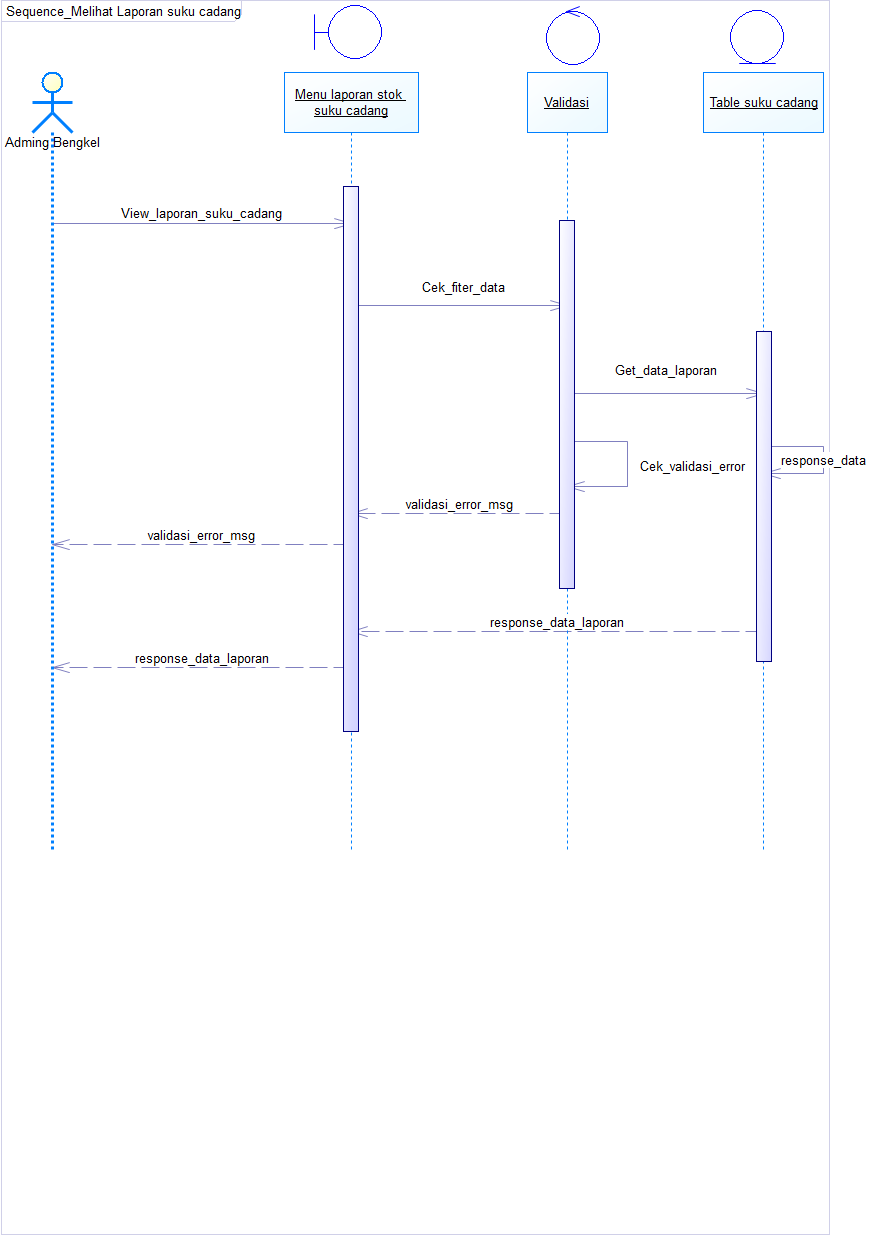 Sequence_Melihat Laporan suku cadang
Menu laporan stok
suku cadang
Validasi
Table suku cadang
Adming Bengkel
View_laporan_suku_cadang
Cek_fiter_data
Get_data_laporan
response_data
Cek_validasi_error
validasi_error_msg
validasi_error_msg
response_data_laporan
response_data_laporan